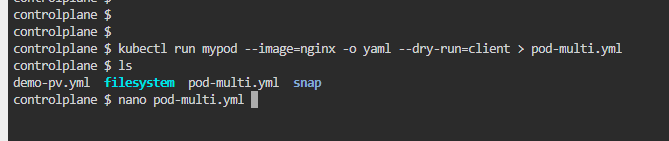 controlplane $
controlplane $
controlplane $
controlplane $ kubectl run mypod --image=nginx -o yaml --dry-run=client > pod-multi.yml
controlplane $ ls
demo-pv.yml  filesystem  pod-multi.yml  snap
controlplane $ nano pod-multi.yml